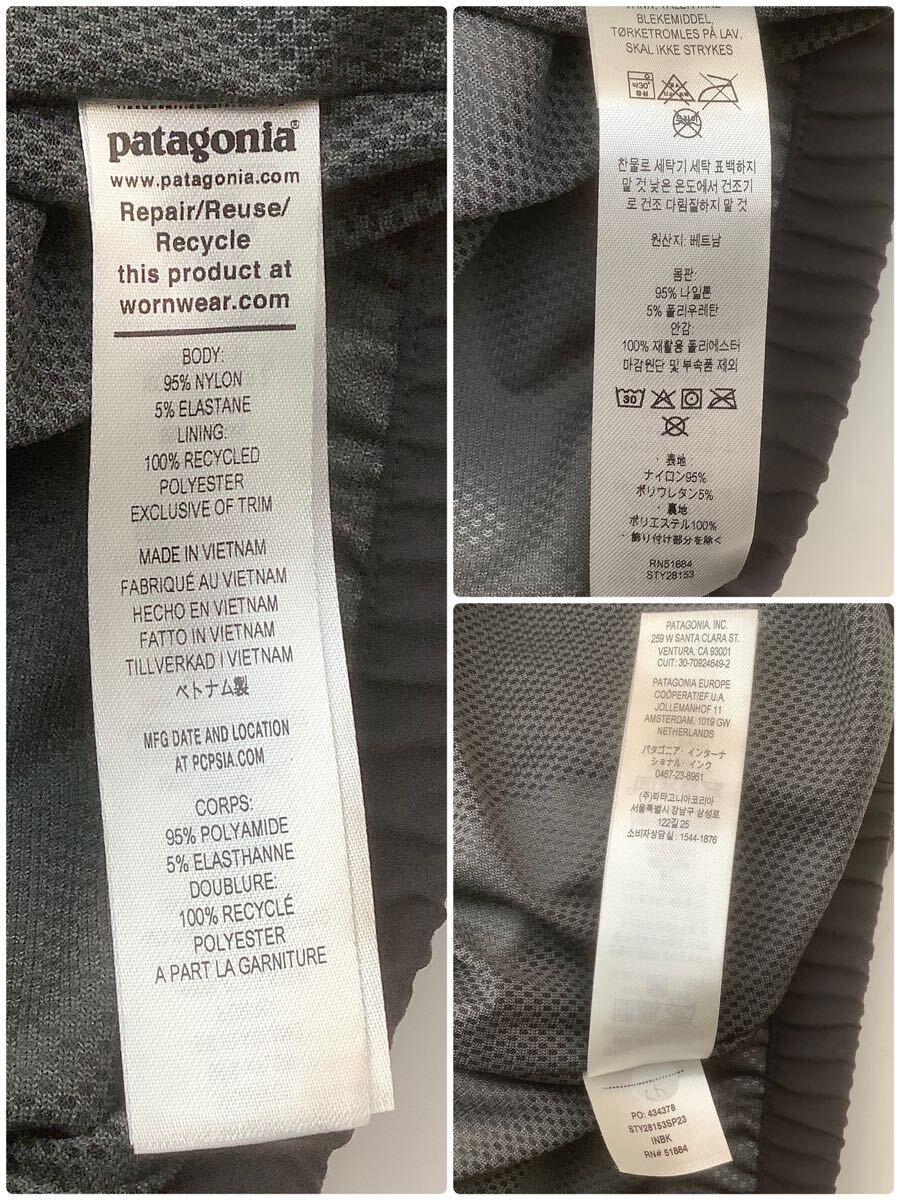 patagonia®
www.patagonia.com
Repair/Reuse/
Recycle
this product at
wornwear.com
BODY:
95% NYLON
5% ELASTANE
LINING:
100% RECYCLED
POLYESTER
EXCLUSIVE OF TRIM
MADE IN VIETNAM
FABRIQUÉ AU VIETNAM
HECHO EN VIETNAM
FATTO IN VIETNAM
TILLVERKAD I VIETNAM
ベトナム製
MFG DATE AND LOCATION
AT PCPSIA.COM
CORPS:
95% POLYAMIDE
5% ELASTHANNE
DOUBLURE:
100% RECYCLÉ
POLYESTER
A PART LA GARNITURE
BLEKEMIDDEL
TØRKETROMLES PÅ LAV.
SKAL IKKE STRYKES
약30°
중성
찬물로 세탁기 세탁 표백하지
말 것 낮은 온도에서 건조기
로 건조 다림질하지 말 것
원산지: 베트남
몸판:
95% 나일론
5% 폴리우레탄
안감:
100% 재활용 폴리에스터
마감원단 및 부속품 제외
30
・表地
ナイロン95%
ポリウレタン5%
・裏地
ポリエステル100%
・飾り付け部分を除く
RN51884
STY28153
PATAGONIA, INC.
259 W SANTA CLARA ST.
VENTURA, CA 93001
CUIT: 30-70924649-2
PATAGONIA EUROPE
COÖPERATIEF U.A.
JOLLEMANHOF 11
AMSTERDAM, 1019 GW
NETHERLANDS
パタゴニア・インターナ
ショナル・インク
0467-23-8961
(주)파타고니아코리아
서울특별시 강남구 삼성로
122길 25
소비자상담실 : 1544-1876
PO: 434378
STY28153SP23
INBK
RN# 51884